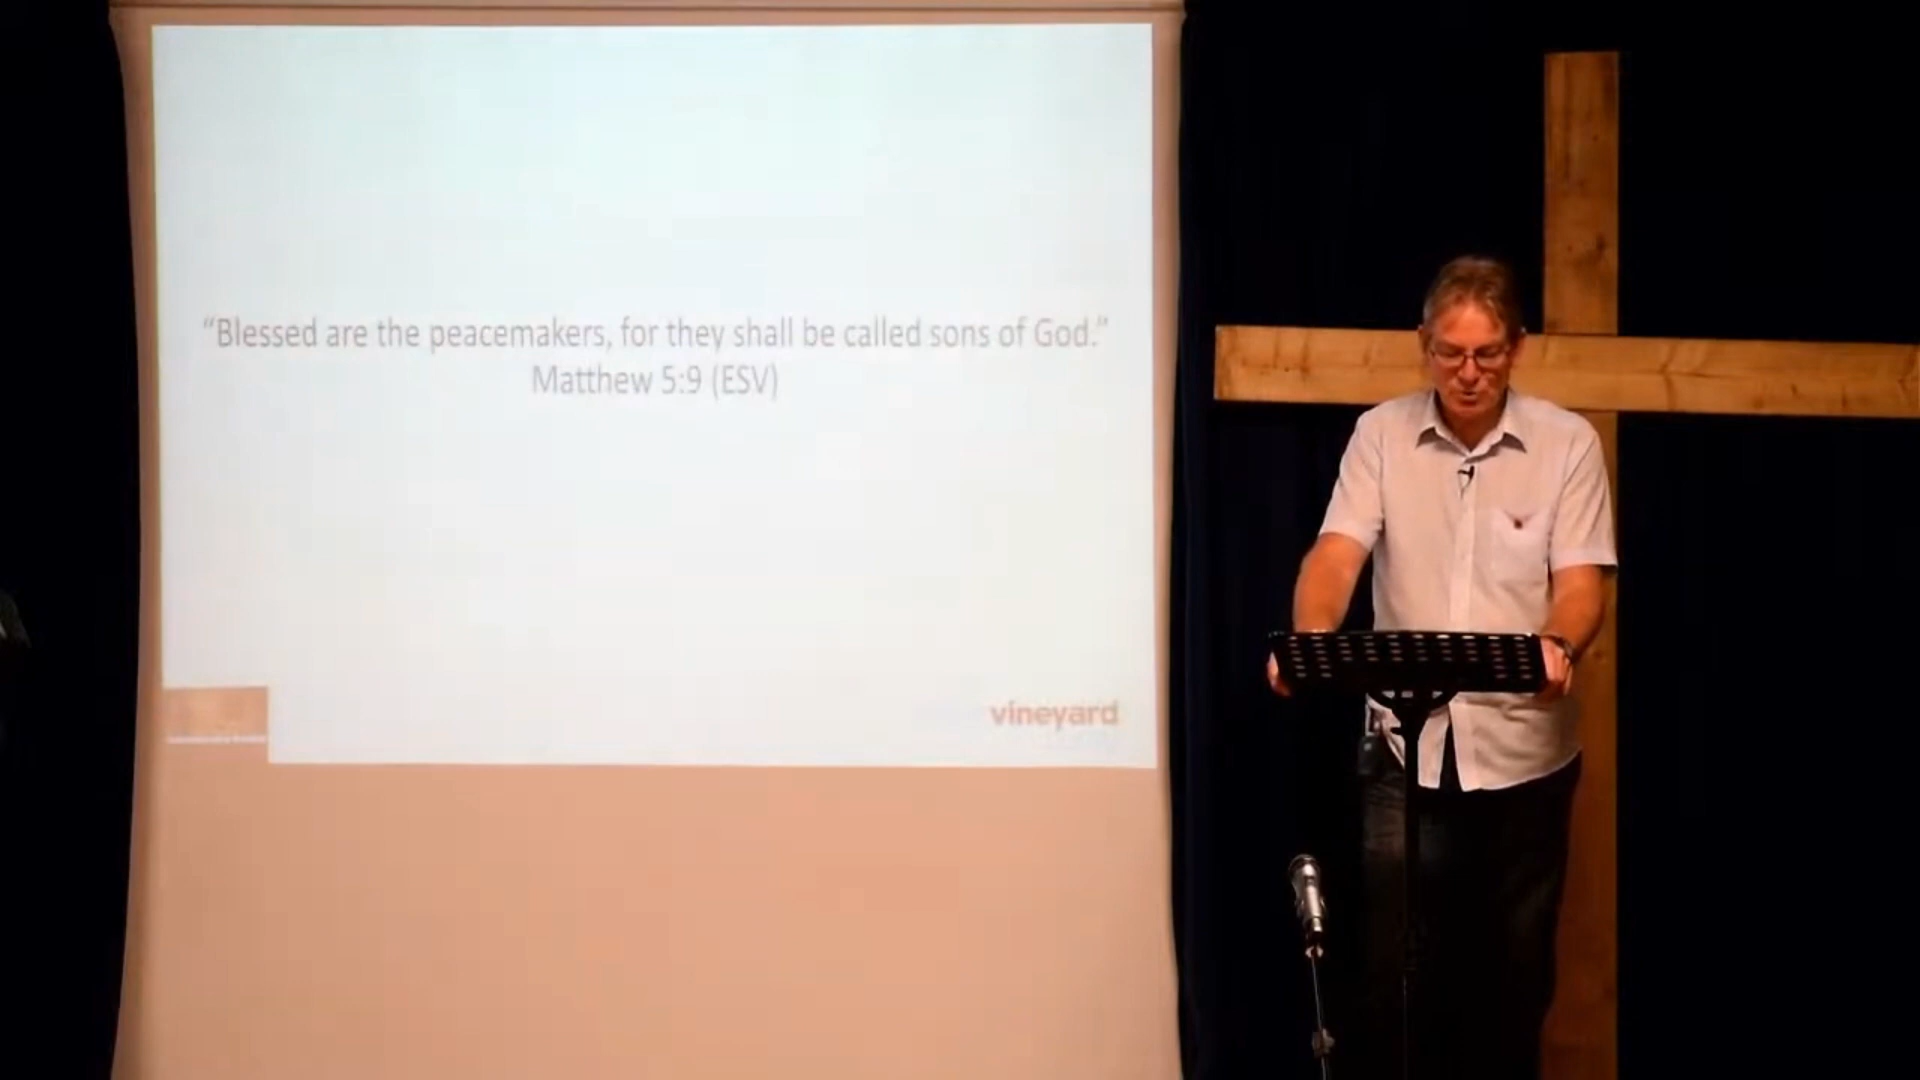 “Blessed are the peacemakers, for they shall be called sons of God.”
Matthew 5:9 (ESV)
vineyard